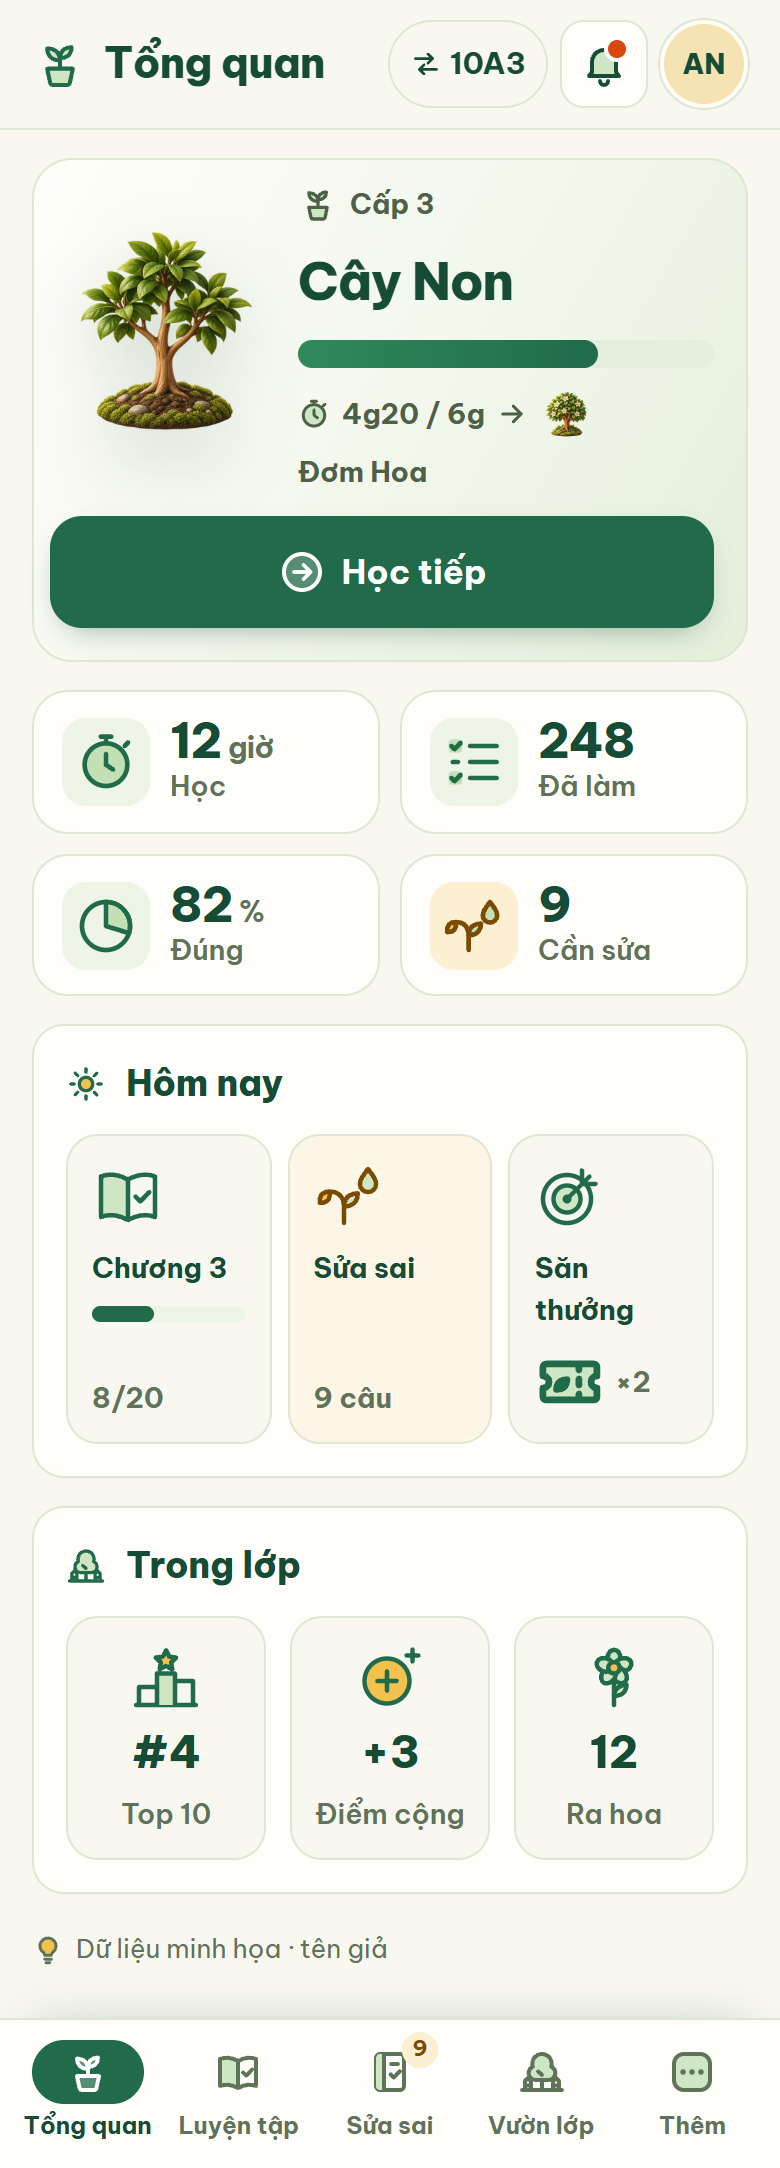 Tổng quan
10A3
AN
Cấp 3
Cây Non
4g20 / 6g →
Đơm Hoa
Học tiếp
12 giờ
Học
248
Đã làm
82 %
Đúng
9
Cần sửa
Hôm nay
Chương 3
8/20
Sửa sai
9 câu
Săn
thưởng
×2
Trong lớp
#4
Top 10
+3
Điểm cộng
12
Ra hoa
Dữ liệu minh họa · tên giả
Tổng quan
Luyện tập
9
Sửa sai
Vườn lớp
Thêm